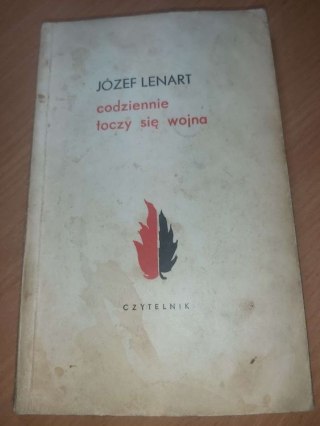 JÓZEF LENART
codziennie
toczy się wojna
CZYTELNIK